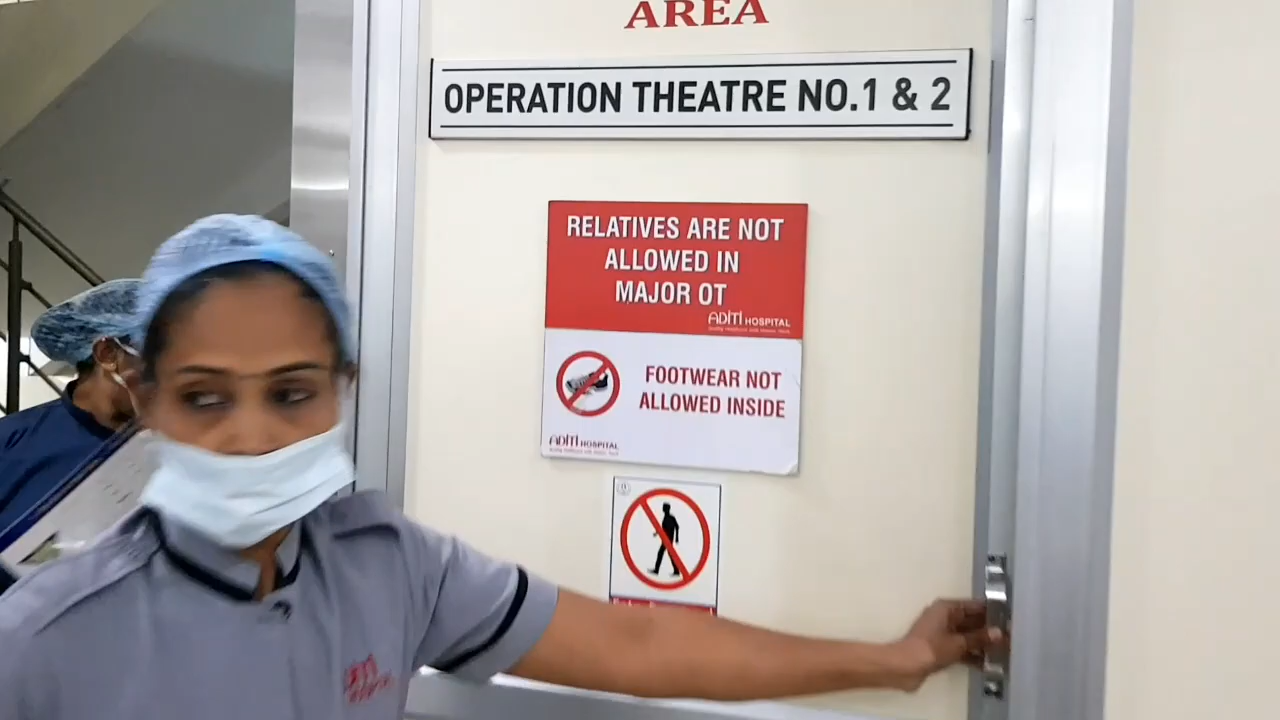 AREA
OPERATION THEATRE NO.1 & 2
RELATIVES ARE NOT
ALLOWED IN
MAJOR OT
ADITI HOSPITAL
FOOTWEAR NOT
ALLOWED INSIDE
ADITI HOSPITAL